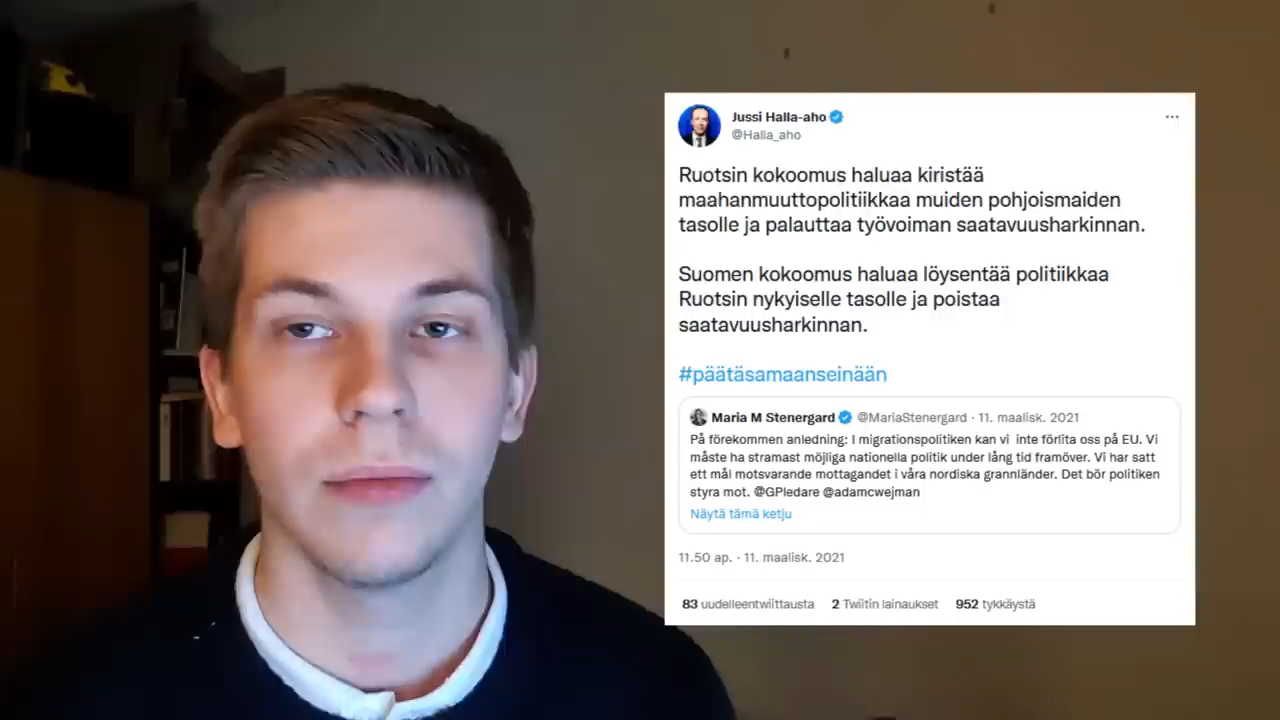 Jussi Halla-aho
@Halla_aho
Ruotsin kokoomus haluaa kiristää
maahanmuuttopolitiikkaa muiden pohjoismaiden
tasolle ja palauttaa työvoiman saatavuusharkinnan.
Suomen kokoomus haluaa löysentää politiikkaa
Ruotsin nykyiselle tasolle ja poistaa
saatavuusharkinnan.
#päätäsamaanseinään
Maria M Stenergard @MariaStenergard · 11. maalisk. 2021
På förekommen anledning: I migrationspolitiken kan vi inte förlita oss på EU. Vi
måste ha stramast möjliga nationella politik under lång tid framöver. Vi har satt
ett mål motsvarande mottagandet i våra nordiska grannländer. Det bör politiken
styra mot. @GPledare @adamcwejman
Näytä tämä ketju
11.50 ap. · 11. maalisk. 2021
83 uudelleentwiittausta 2 Twiitin lainaukset 952 tykkäystä